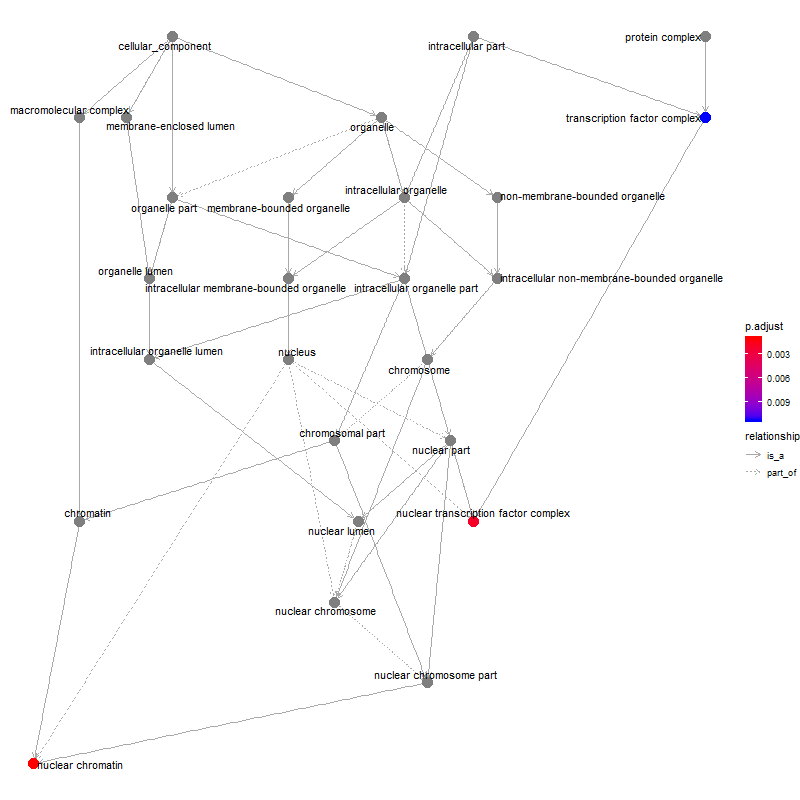 cellular_component
intracellular part
protein complex
macromolecular complex
membrane-enclosed lumen
organelle
transcription factor complex
organelle part
membrane-bounded organelle
intracellular organelle
non-membrane-bounded organelle
organelle lumen
intracellular membrane-bounded organelle
intracellular organelle part
intracellular non-membrane-bounded organelle
intracellular organelle lumen
nucleus
chromosome
p.adjust
0.003
0.006
0.009
relationship
is_a
part_of
chromosomal part
nuclear part
chromatin
nuclear lumen
nuclear transcription factor complex
nuclear chromosome
nuclear chromosome part
nuclear chromatin